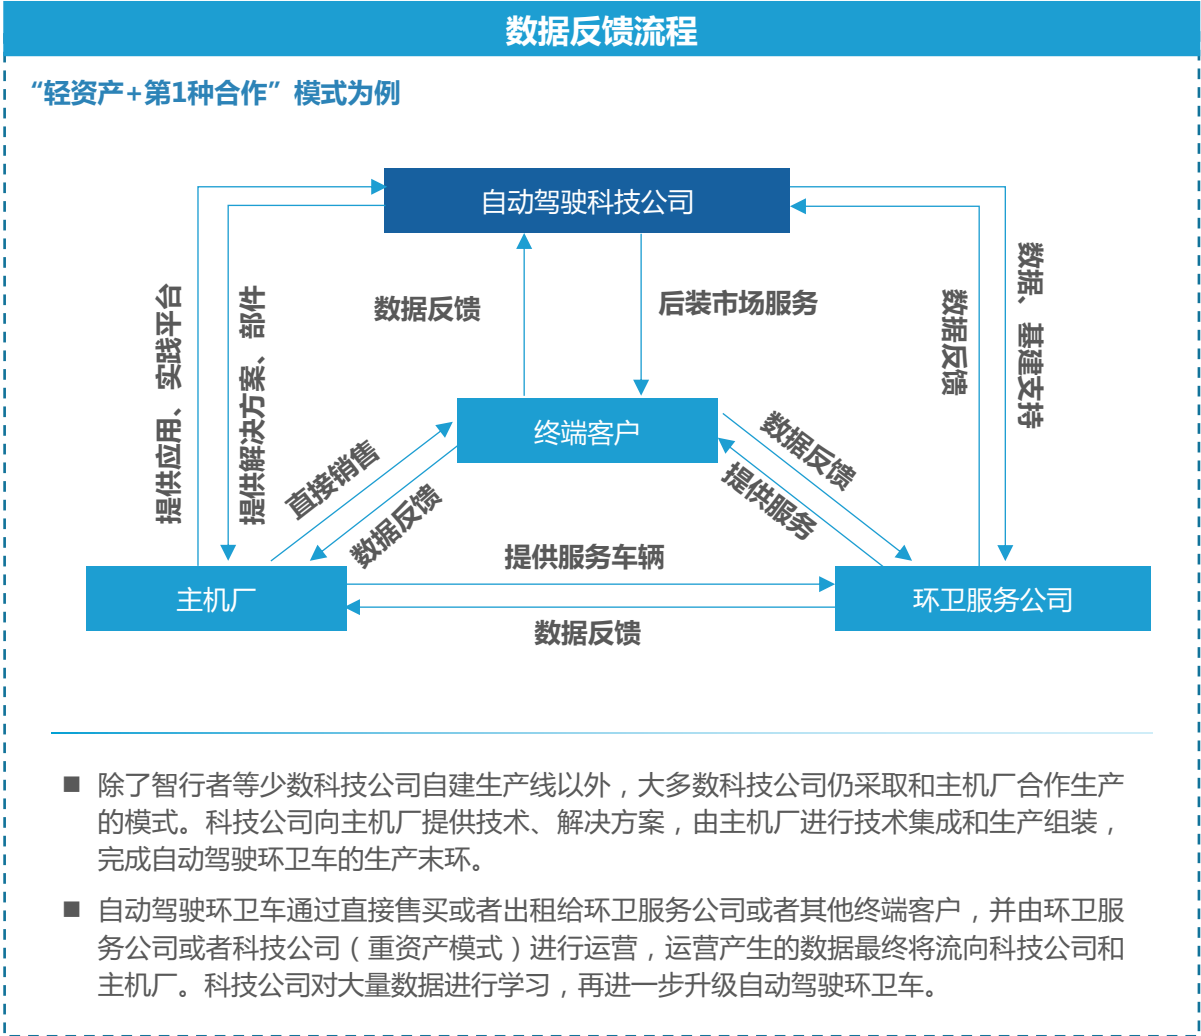 数据反馈流程
“轻资产+第1种合作”模式为例
自动驾驶科技公司
提供应用、实践平台
提供解决方案、部件
数据反馈
后装市场服务
数据反馈
数据、基建支持
终端客户
直接销售
数据反馈
数据反馈
提供服务
提供服务车辆
主机厂
环卫服务公司
数据反馈
■ 除了智行者等少数科技公司自建生产线以外，大多数科技公司仍采取和主机厂合作生产
的模式。科技公司向主机厂提供技术、解决方案，由主机厂进行技术集成和生产组装，
完成自动驾驶环卫车的生产末环。
■ 自动驾驶环卫车通过直接售买或者出租给环卫服务公司或者其他终端客户，并由环卫服
务公司或者科技公司（重资产模式）进行运营，运营产生的数据最终将流向科技公司和
主机厂。科技公司对大量数据进行学习，再进一步升级自动驾驶环卫车。